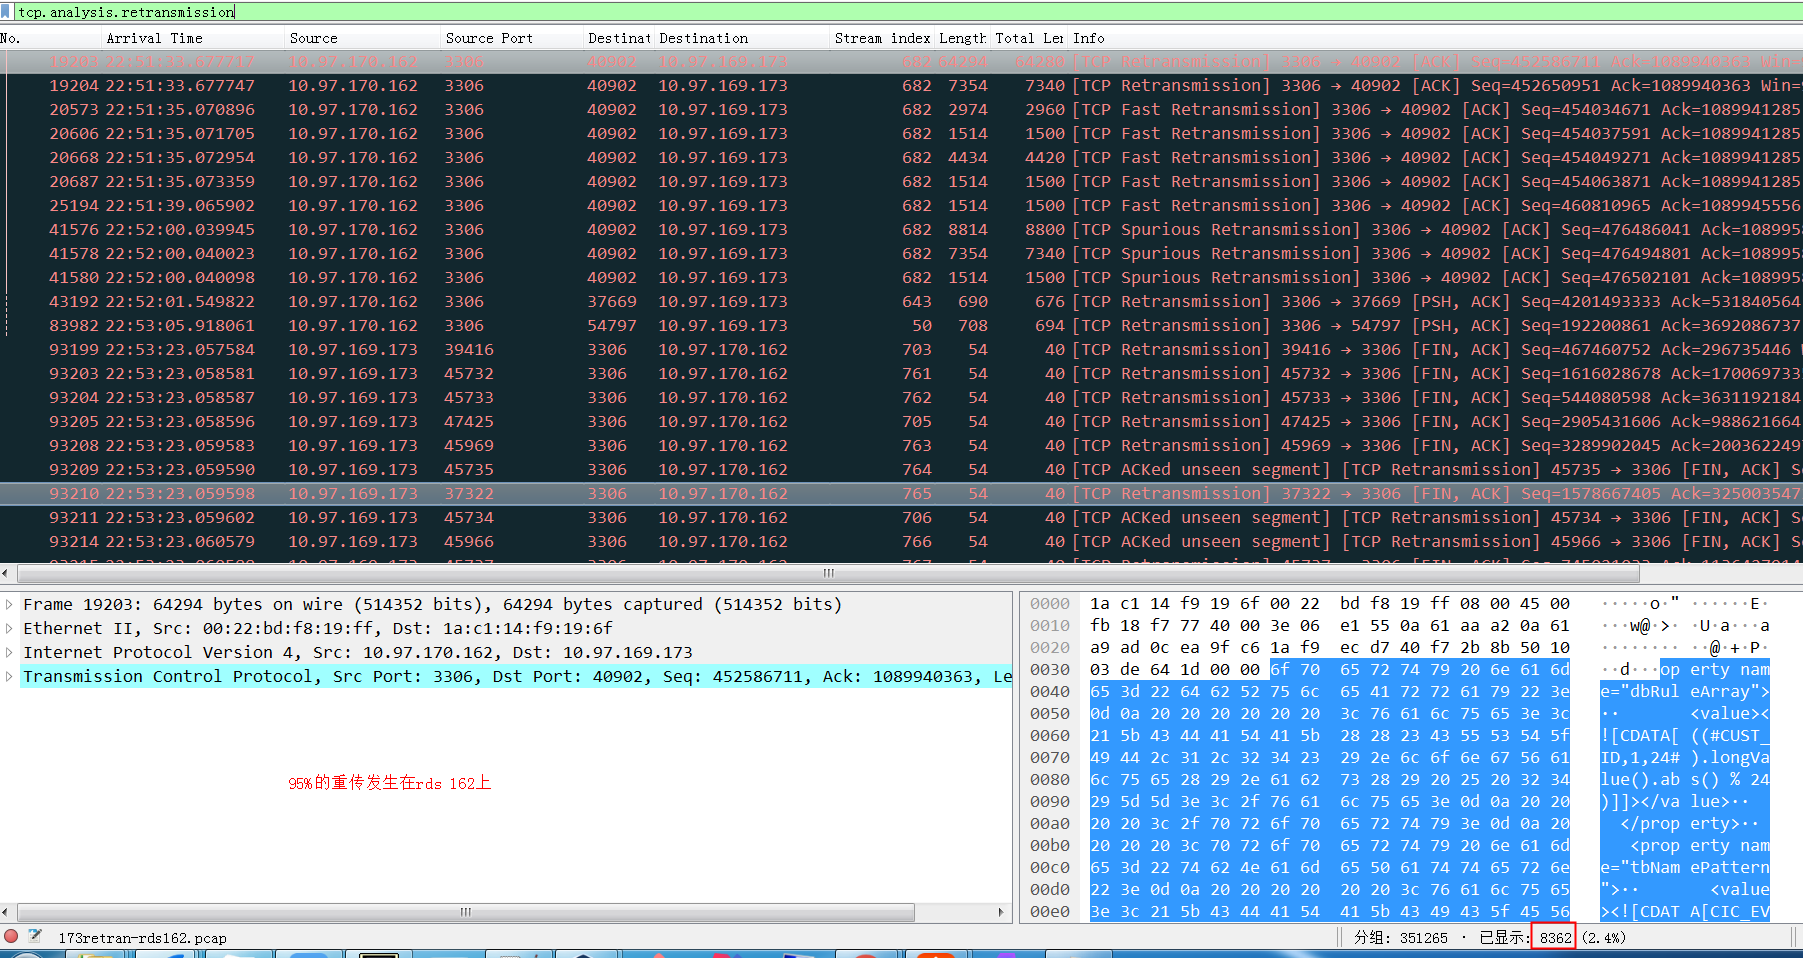 tcp.analysis.retransmission
No. Arrival Time Source Source Port Destinat Destination Stream index Length Total Ler Info
19203 22:51:33.677717 10.97.170.162 3306 40902 10.97.169.173 682 64294 64280 [TCP Retransmission] 3306 → 40902 [ACK] Seq=452586711 Ack=1089940363 Win=
19204 22:51:33.677747 10.97.170.162 3306 40902 10.97.169.173 682 7354 7340 [TCP Retransmission] 3306 → 40902 [ACK] Seq=452650951 Ack=1089940363 Win=
20573 22:51:35.070896 10.97.170.162 3306 40902 10.97.169.173 682 2974 2960 [TCP Fast Retransmission] 3306 → 40902 [ACK] Seq=454034671 Ack=1089941285
20606 22:51:35.071705 10.97.170.162 3306 40902 10.97.169.173 682 1514 1500 [TCP Fast Retransmission] 3306 → 40902 [ACK] Seq=454037591 Ack=1089941285
20668 22:51:35.072954 10.97.170.162 3306 40902 10.97.169.173 682 4434 4420 [TCP Fast Retransmission] 3306 → 40902 [ACK] Seq=454049271 Ack=1089941285
20687 22:51:35.073359 10.97.170.162 3306 40902 10.97.169.173 682 1514 1500 [TCP Fast Retransmission] 3306 → 40902 [ACK] Seq=454063871 Ack=1089941285
25194 22:51:39.065902 10.97.170.162 3306 40902 10.97.169.173 682 1514 1500 [TCP Fast Retransmission] 3306 → 40902 [ACK] Seq=460810965 Ack=1089945556
41576 22:52:00.039945 10.97.170.162 3306 40902 10.97.169.173 682 8814 8800 [TCP Spurious Retransmission] 3306 → 40902 [ACK] Seq=476486041 Ack=1089958
41578 22:52:00.040023 10.97.170.162 3306 40902 10.97.169.173 682 7354 7340 [TCP Spurious Retransmission] 3306 → 40902 [ACK] Seq=476494801 Ack=1089958
41580 22:52:00.040098 10.97.170.162 3306 40902 10.97.169.173 682 1514 1500 [TCP Spurious Retransmission] 3306 → 40902 [ACK] Seq=476502101 Ack=1089958
43192 22:52:01.549822 10.97.170.162 3306 37669 10.97.169.173 643 690 676 [TCP Retransmission] 3306 → 37669 [PSH, ACK] Seq=4201493333 Ack=531840564
83982 22:53:05.918061 10.97.170.162 3306 54797 10.97.169.173 50 708 694 [TCP Retransmission] 3306 → 54797 [PSH, ACK] Seq=192200861 Ack=3692086737
93199 22:53:23.057584 10.97.169.173 39416 3306 10.97.170.162 703 54 40 [TCP Retransmission] 39416 → 3306 [FIN, ACK] Seq=467460752 Ack=296735446
93203 22:53:23.058581 10.97.169.173 45732 3306 10.97.170.162 761 54 40 [TCP Retransmission] 45732 → 3306 [FIN, ACK] Seq=1616028678 Ack=170069733
93204 22:53:23.058587 10.97.169.173 45733 3306 10.97.170.162 762 54 40 [TCP Retransmission] 45733 → 3306 [FIN, ACK] Seq=544080598 Ack=3631192184
93205 22:53:23.058596 10.97.169.173 47425 3306 10.97.170.162 705 54 40 [TCP Retransmission] 47425 → 3306 [FIN, ACK] Seq=2905431606 Ack=988621664
93208 22:53:23.059583 10.97.169.173 45969 3306 10.97.170.162 763 54 40 [TCP Retransmission] 45969 → 3306 [FIN, ACK] Seq=3289902045 Ack=200362249
93209 22:53:23.059590 10.97.169.173 45735 3306 10.97.170.162 764 54 40 [TCP ACKed unseen segment] [TCP Retransmission] 45735 → 3306 [FIN, ACK] S
93210 22:53:23.059598 10.97.169.173 37322 3306 10.97.170.162 765 54 40 [TCP Retransmission] 37322 → 3306 [FIN, ACK] Seq=1578667405 Ack=325003547
93211 22:53:23.059602 10.97.169.173 45734 3306 10.97.170.162 706 54 40 [TCP ACKed unseen segment] [TCP Retransmission] 45734 → 3306 [FIN, ACK] S
93214 22:53:23.060579 10.97.169.173 45966 3306 10.97.170.162 766 54 40 [TCP ACKed unseen segment] [TCP Retransmission] 45966 → 3306 [FIN, ACK] S
Frame 19203: 64294 bytes on wire (514352 bits), 64294 bytes captured (514352 bits)
Ethernet II, Src: 00:22:bd:f8:19:ff, Dst: 1a:c1:14:f9:19:6f
Internet Protocol Version 4, Src: 10.97.170.162, Dst: 10.97.169.173
Transmission Control Protocol, Src Port: 3306, Dst Port: 40902, Seq: 452586711, Ack: 1089940363, Le
95%的重传发生在rds 162上
0000 1a c1 14 f9 19 6f 00 22 bd f8 19 ff 08 00 45 00 ·····o·" ······E·
0010 fb 18 f7 77 40 00 3e 06 e1 55 0a 61 aa a2 0a 61 ···w@·>· ·U·a···a
0020 a9 ad 0c ea 9f c6 1a f9 ec d7 40 f7 2b 8b 50 10 ········ ··@·+·P·
0030 03 de 64 1d 00 00 6f 70 65 72 74 79 20 6e 61 6d ··d···op erty nam
0040 65 3d 22 64 62 52 75 6c 65 41 72 72 61 79 22 3e e="dbRul eArray">
0050 0d 0a 20 20 20 20 20 20 3c 76 61 6c 75 65 3e 3c ·· <value><
0060 21 5b 43 44 41 54 41 5b 28 28 23 43 55 53 54 5f ![CDATA[ ((#CUST_
0070 49 44 2c 31 2c 32 34 23 29 2e 6c 6f 6e 67 56 61 ID,1,24# ).longVa
0080 6c 75 65 28 29 2e 61 62 73 28 29 20 25 20 32 34 lue().ab s() % 24
0090 29 5d 5d 3e 3c 2f 76 61 6c 75 65 3e 0d 0a 20 20 )]]></va lue>··
00a0 20 20 3c 2f 70 72 6f 70 65 72 74 79 3e 0d 0a 20 </prop erty>··
00b0 20 20 20 3c 70 72 6f 70 65 72 74 79 20 6e 61 6d <prop erty nam
00c0 65 3d 22 74 62 4e 61 6d 65 50 61 74 74 65 72 6e e="tbNam ePattern
00d0 22 3e 0d 0a 20 20 20 20 20 20 3c 76 61 6c 75 65 ">·· <value
00e0 3e 3c 21 5b 43 44 41 54 41 5b 43 49 43 5f 45 56 ><![CDAT A[CIC_EV
173retran-rds162.pcap
分组: 351265 · 已显示: 8362 (2.4%)